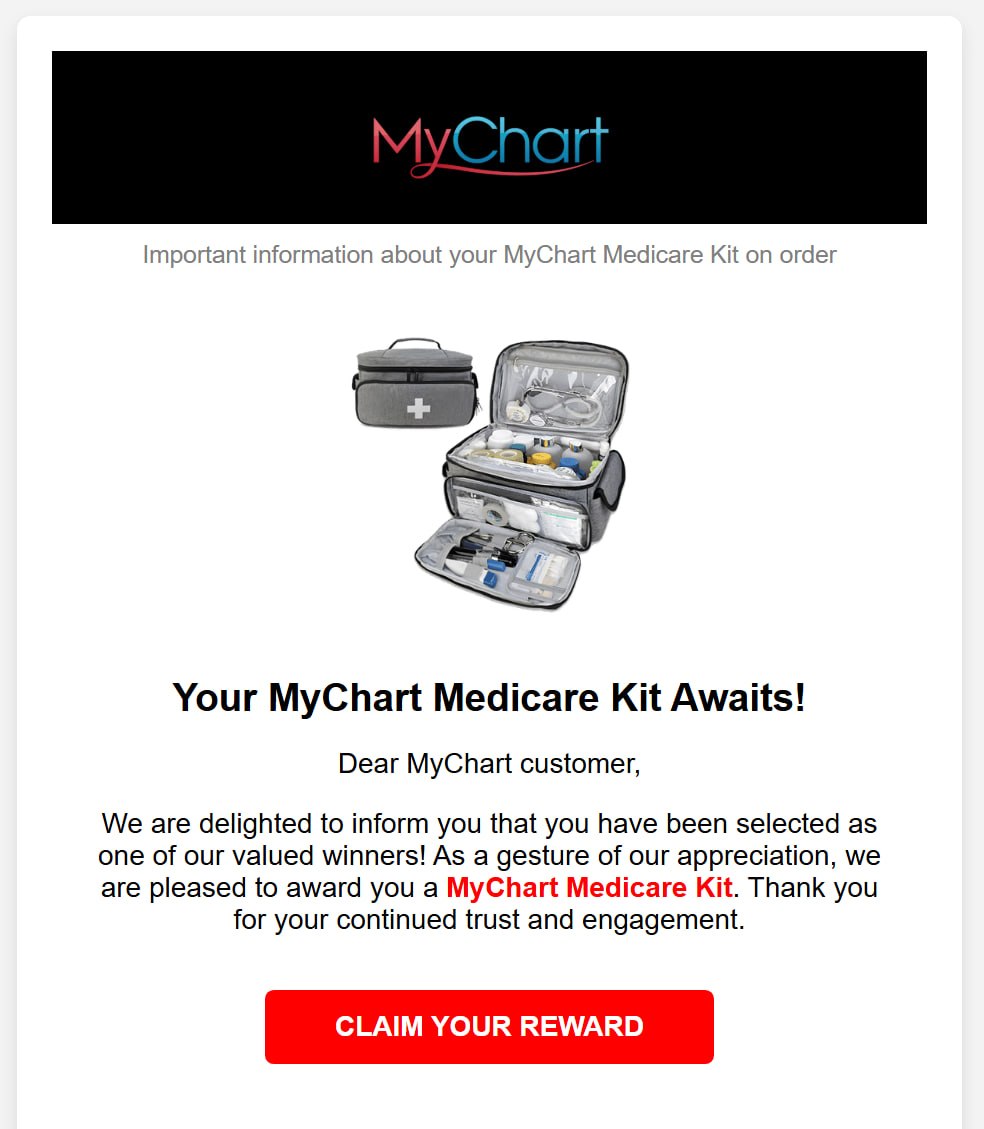 MyChart
Important information about your MyChart Medicare Kit on order
Your MyChart Medicare Kit Awaits!
Dear MyChart customer,
We are delighted to inform you that you have been selected as
one of our valued winners! As a gesture of our appreciation, we
are pleased to award you a MyChart Medicare Kit. Thank you
for your continued trust and engagement.
CLAIM YOUR REWARD